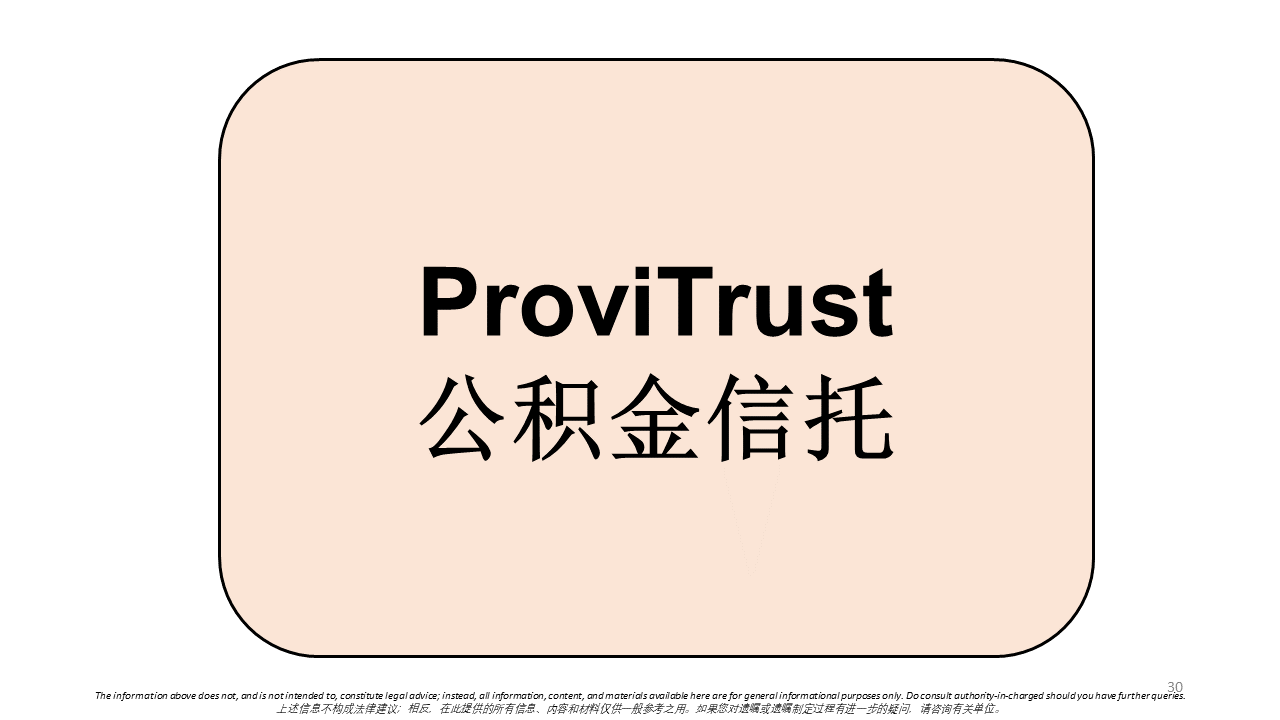 ProviTrust
公积金信托
30
The information above does not, and is not intended to, constitute legal advice; instead, all information, content, and materials available here are for general informational purposes only. Do consult authority-in-charged should you have further queries.
上述信息不构成法律建议；相反，在此提供的所有信息、内容和材料仅供一般参考之用。如果您对遗嘱或遗嘱制定过程有进一步的疑问，请咨询有关单位。